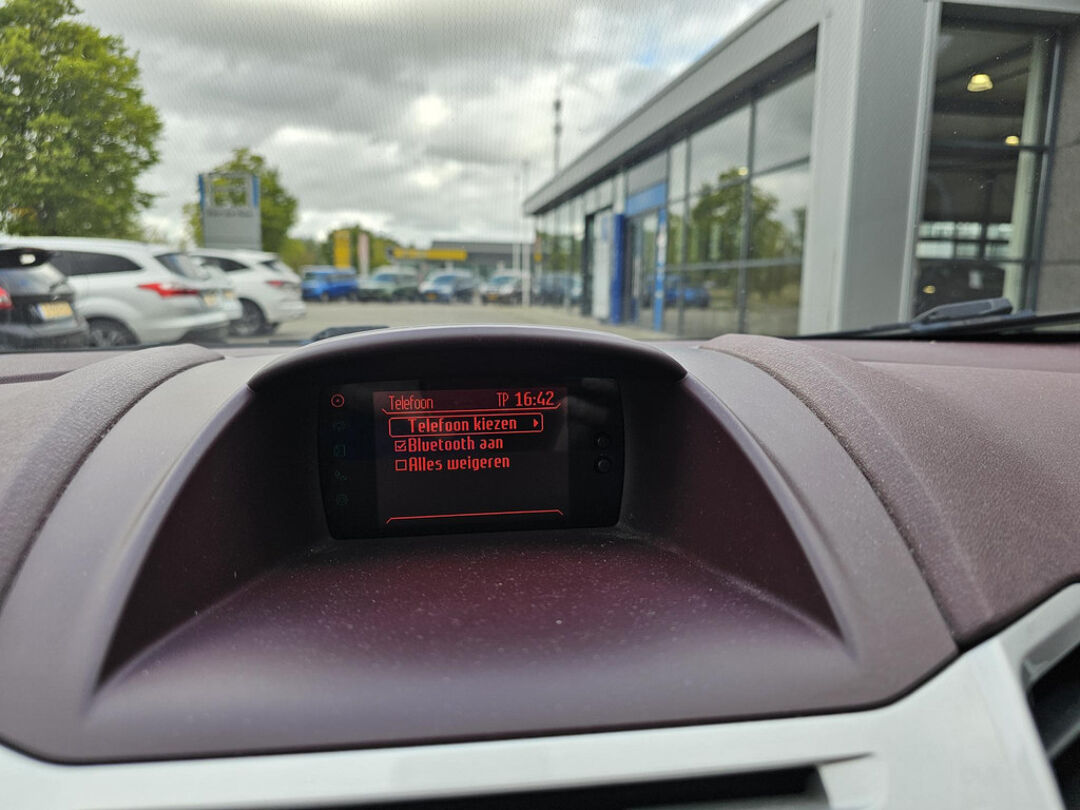 Telefoon TP 16:42
Telefoon kiezen
Bluetooth aan
Alles weigeren